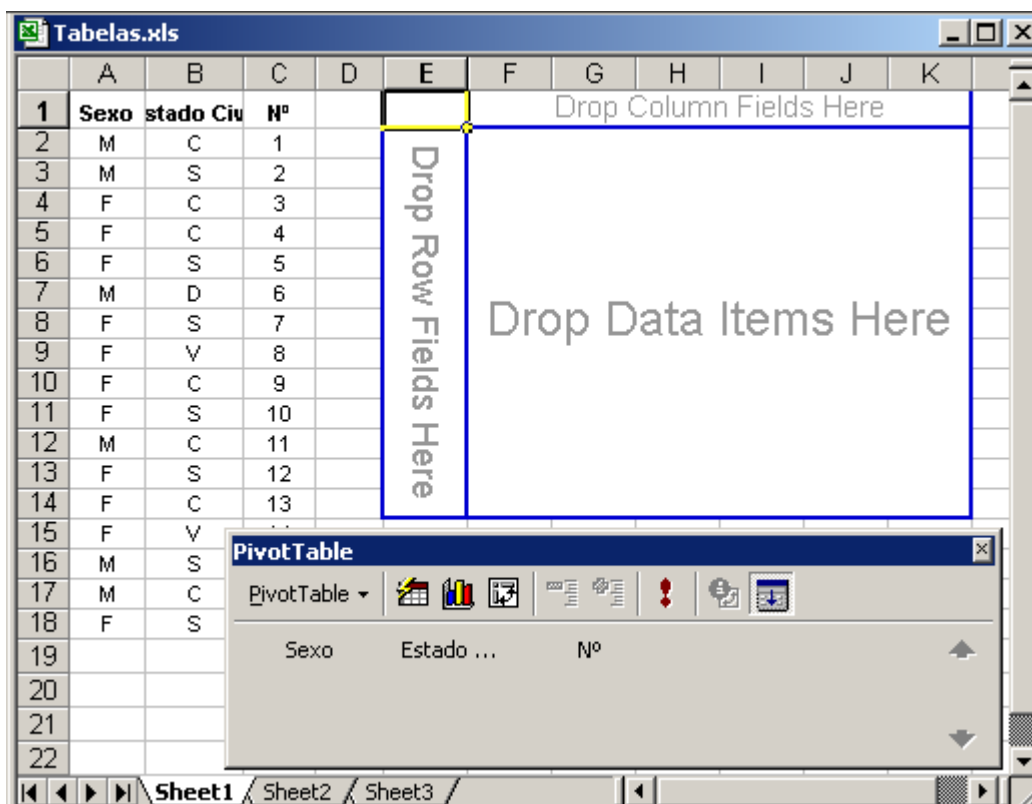 Tabelas.xls
A B C D E F G H I J K
1 Sexo stado Civ Nº Drop Column Fields Here
2 M C 1
3 M S 2
4 F C 3
5 F C 4
6 F S 5
7 M D 6
8 F S 7
9 F V 8
10 F C 9
11 F S 10
12 M C 11
13 F S 12
14 F C 13
15 F V
16 M S
17 M C
18 F S
19
20
21
22
Drop Row Fields Here
Drop Data Items Here
PivotTable
PivotTable
Sexo Estado ... Nº
Sheet1 Sheet2 Sheet3